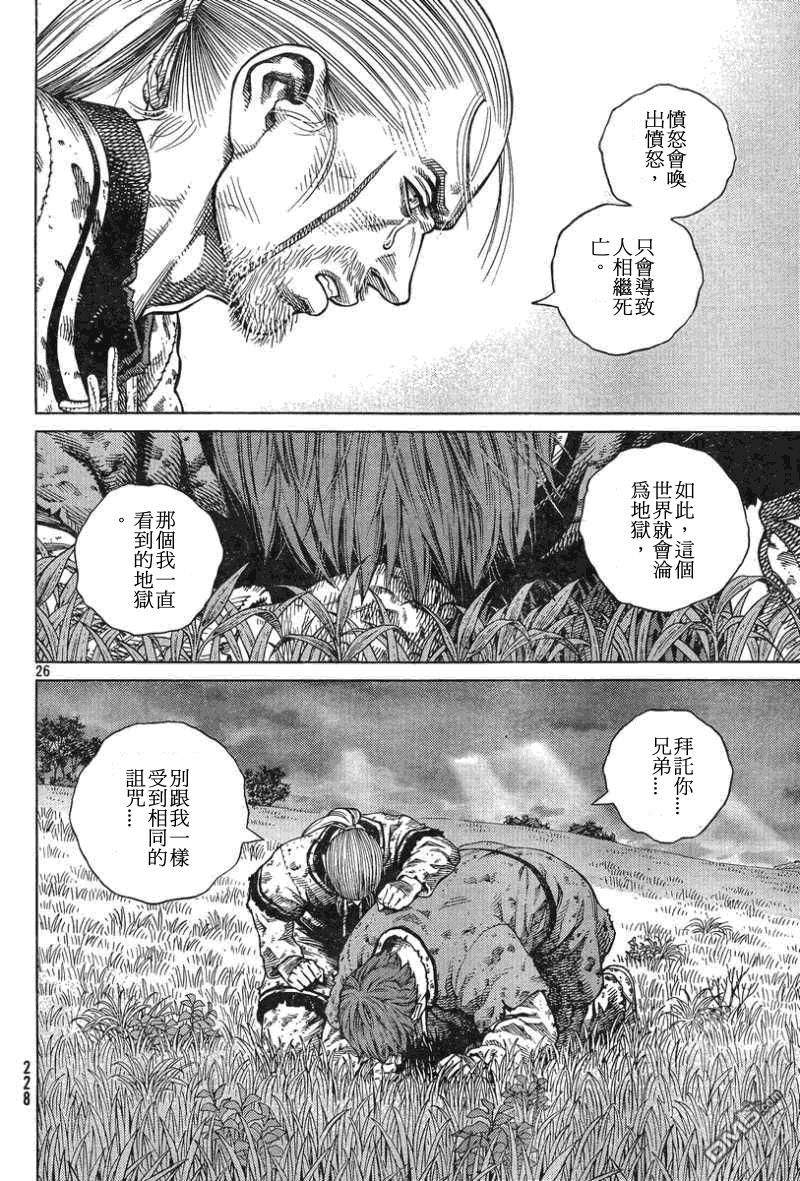 憤怒會喚
出憤怒，
只會導致
人相繼死
亡。
如此，這個
世界就會淪
爲地獄，
那個我一直
看到的地獄
。
26
拜託你……
兄弟……
別跟我一樣
受到相同的
詛咒……
228